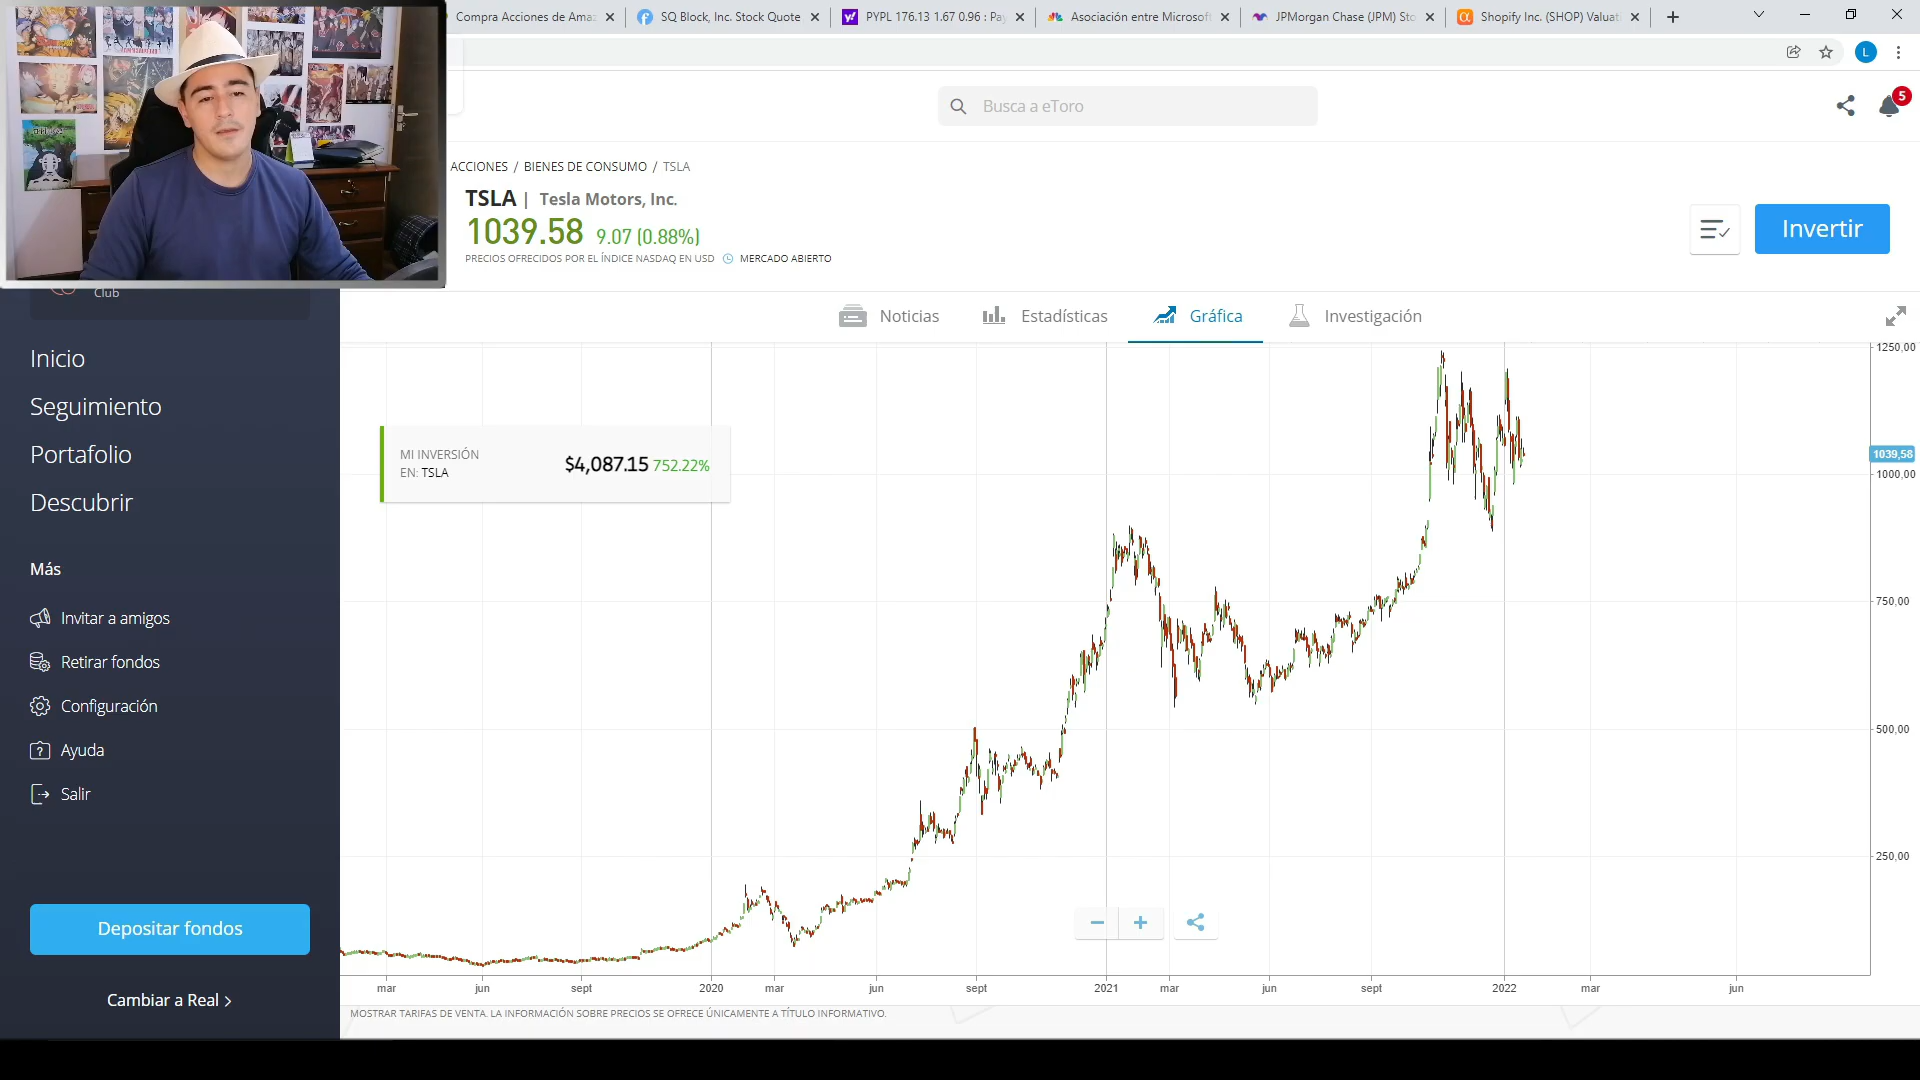 Compra Acciones de Amaz
SQ Block, Inc. Stock Quote
PYPL 176.13 1.67 0.96 : Pay
Asociación entre Microsoft
JPMorgan Chase (JPM) Sto
Shopify Inc. (SHOP) Valuat
L
Busca a eToro
5
ACCIONES / BIENES DE CONSUMO / TSLA
TSLA | Tesla Motors, Inc.
1039.58 9.07 (0.88%)
PRECIOS OFRECIDOS POR EL ÍNDICE NASDAQ EN USD MERCADO ABIERTO
Invertir
Club
Inicio
Seguimiento
Portafolio
Descubrir
Más
Invitar a amigos
Retirar fondos
Configuración
Ayuda
Salir
Depositar fondos
Cambiar a Real >
Noticias Estadísticas Gráfica Investigación
MI INVERSIÓN
EN: TSLA
$4,087.15 752.22%
1250,00
1039,58
1000,00
750,00
500,00
250,00
mar jun sept 2020 mar jun sept 2021 mar jun sept 2022 mar jun
MOSTRAR TARIFAS DE VENTA. LA INFORMACIÓN SOBRE PRECIOS SE OFRECE ÚNICAMENTE A TÍTULO INFORMATIVO.